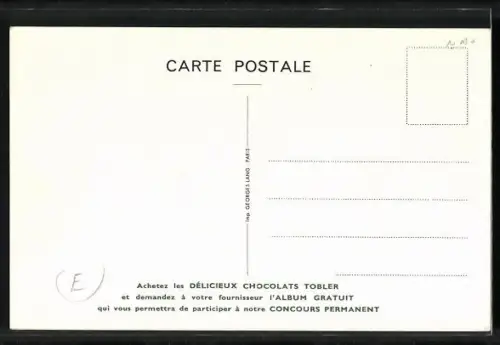 CARTE POSTALE
Imp. GEORGES LANG - PARIS
E
Achetez les DÉLICIEUX CHOCOLATS TOBLER
et demandez à votre fournisseur l'ALBUM GRATUIT
qui vous permettra de participer à notre CONCOURS PERMANENT